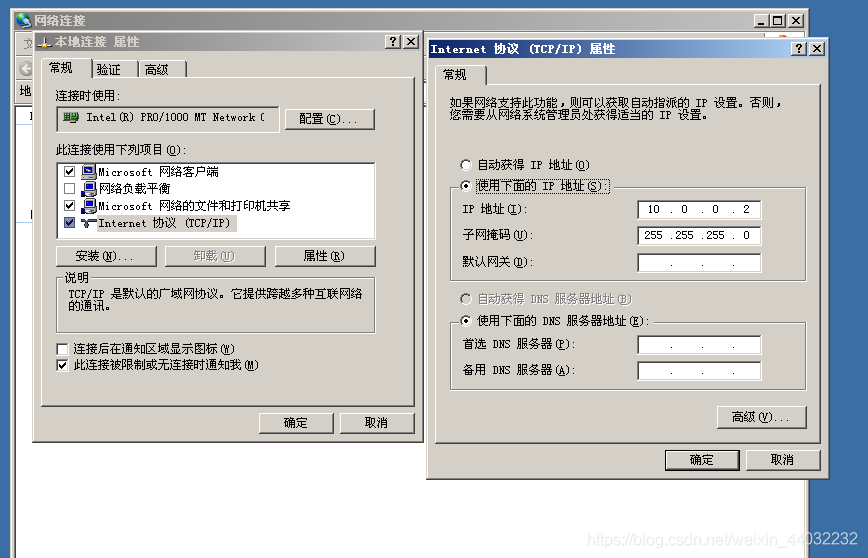 网络连接
本地连接 属性
常规
验证
高级
连接时使用:
Intel(R) PRO/1000 MT Network (
配置(C)...
此连接使用下列项目(O):
Microsoft 网络客户端
网络负载平衡
Microsoft 网络的文件和打印机共享
Internet 协议 (TCP/IP)
安装(N)...
卸载(U)
属性(R)
说明
TCP/IP 是默认的广域网协议。它提供跨越多种互联网络
的通讯。
连接后在通知区域显示图标(W)
此连接被限制或无连接时通知我(M)
确定
取消
地
Internet 协议 (TCP/IP) 属性
常规
如果网络支持此功能，则可以获取自动指派的 IP 设置。否则，
您需要从网络系统管理员处获得适当的 IP 设置。
自动获得 IP 地址(O)
使用下面的 IP 地址(S):
IP 地址(I):
10 . 0 . 0 . 2
子网掩码(U):
255 .255 .255 . 0
默认网关(D):
. . .
自动获得 DNS 服务器地址(B)
使用下面的 DNS 服务器地址(E):
首选 DNS 服务器(P):
. . .
备用 DNS 服务器(A):
. . .
高级(V)...
确定
取消
https://blog.csdn.net/weixin_44032232